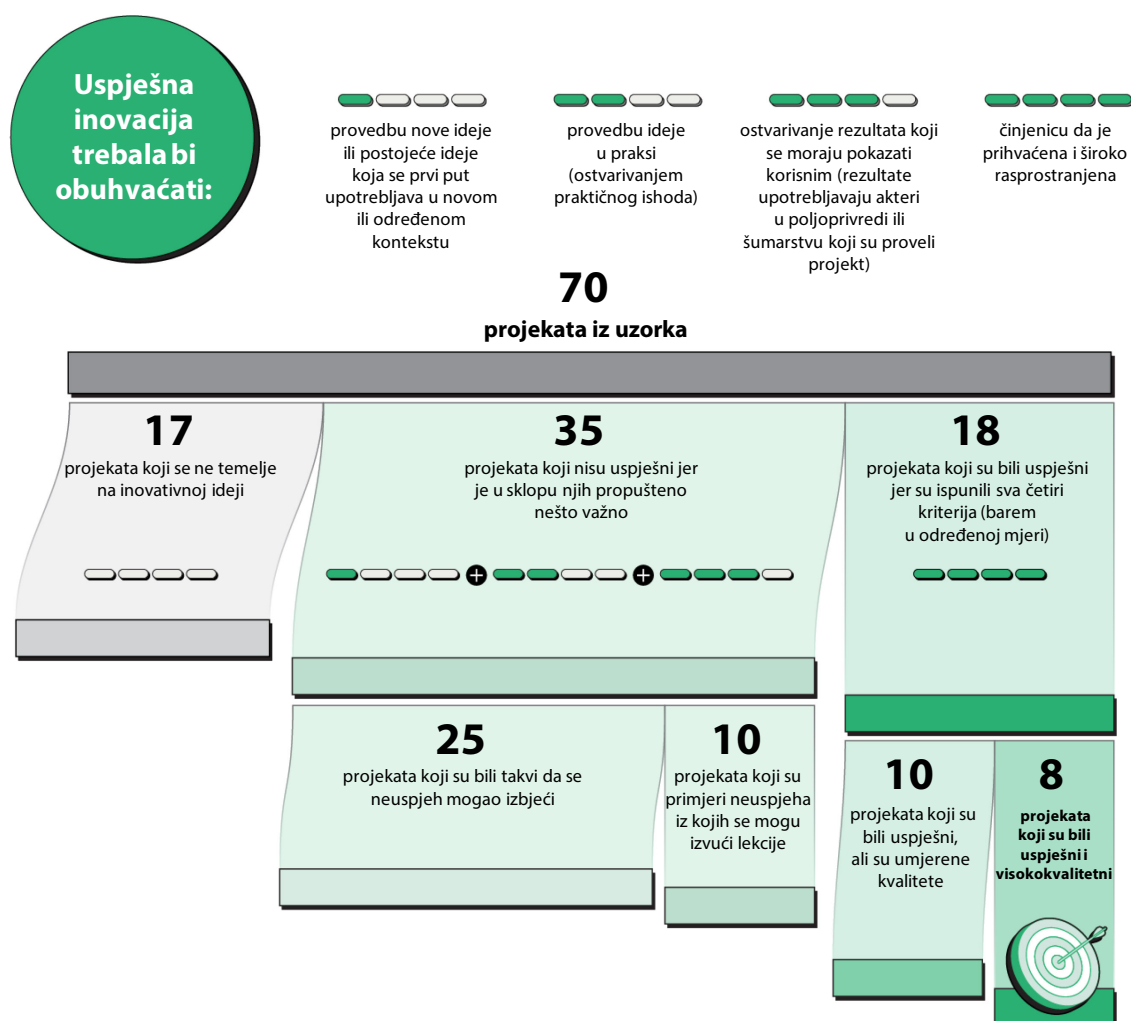 Uspješna
inovacija
trebala bi
obuhvaćati:
provedbu nove ideje
ili postojeće ideje
koja se prvi put
upotrebljava u novom
ili određenom
kontekstu
provedbu ideje
u praksi
(ostvarivanjem
praktičnog ishoda)
ostvarivanje rezultata koji
se moraju pokazati
korisnim (rezultate
upotrebljavaju akteri
u poljoprivredi ili
šumarstvu koji su proveli
projekt)
činjenicu da je
prihvaćena i široko
rasprostranjena
70
projekata iz uzorka
17
projekata koji se ne temelje
na inovativnoj ideji
35
projekata koji nisu uspješni jer
je u sklopu njih propušteno
nešto važno
18
projekata koji su bili uspješni
jer su ispunili sva četiri
kriterija (barem
u određenoj mjeri)
25
projekata koji su bili takvi da se
neuspjeh mogao izbjeći
10
projekata koji su
primjeri neuspjeha
iz kojih se mogu
izvući lekcije
10
projekata koji su
bili uspješni,
ali su umjerene
kvalitete
8
projekata
koji su bili
uspješni i
visokokvalitetni